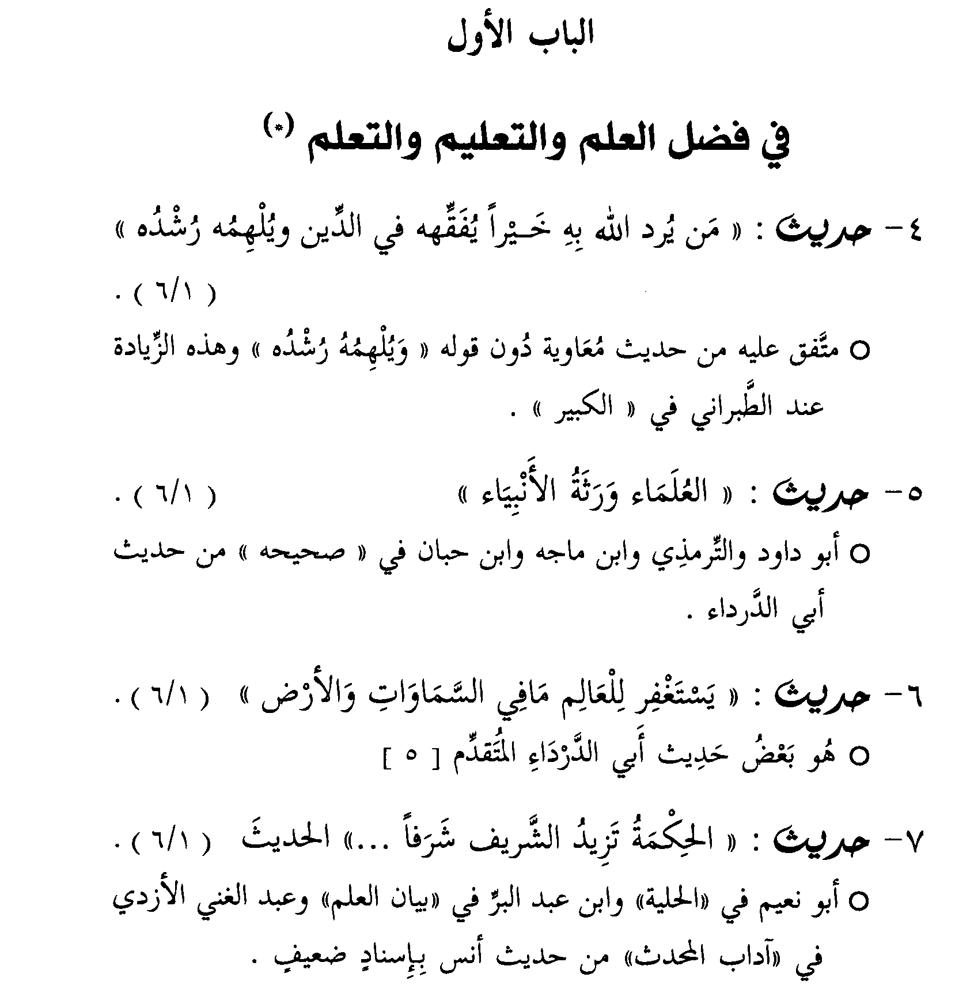 الباب الأول
في فضل العلم والتعليم والتعلم (*)
٤- حديث : « مَن يُرد الله بِهِ خَـيْراً يُفَقِّهه في الدِّين ويُلْهِمُه رُشْدُه »
( ٦/١ ) .
○ متَّفق عليه من حديث مُعَاوية دُون قوله « وَيُلْهِمُهُ رُشْدُه » وهذه الزِّيادة
عند الطَّبراني في « الكبير » .
٥- حديث : « العُلَمَاء وَرَثَةُ الأَنْبِيَاء » ( ٦/١ ) .
○ أبو داود والتِّرمذِي وابن ماجه وابن حبان في « صحيحه » من حديث
أبي الدَّرداء .
٦- حديث : « يَسْتَغْفِر لِلْعَالِم مَافِي السَّمَاوَاتِ وَالأرْض » ( ٦/١ ) .
○ هُو بَعْضُ حَدِيث أَبي الدَّرْدَاءِ المُتَقدِّم [ ٥ ]
٧- حديث : « الحِكْمَةُ تَزِيدُ الشَّريف شَرَفاً ...» الحديثَ ( ٦/١ ) .
○ أبو نعيم في «الحلية» وابن عبد البرِّ في «بيان العلم» وعبد الغني الأزدي
في «آداب المحدث» من حديث أنس بِإِسنادٍ ضعيفٍ .